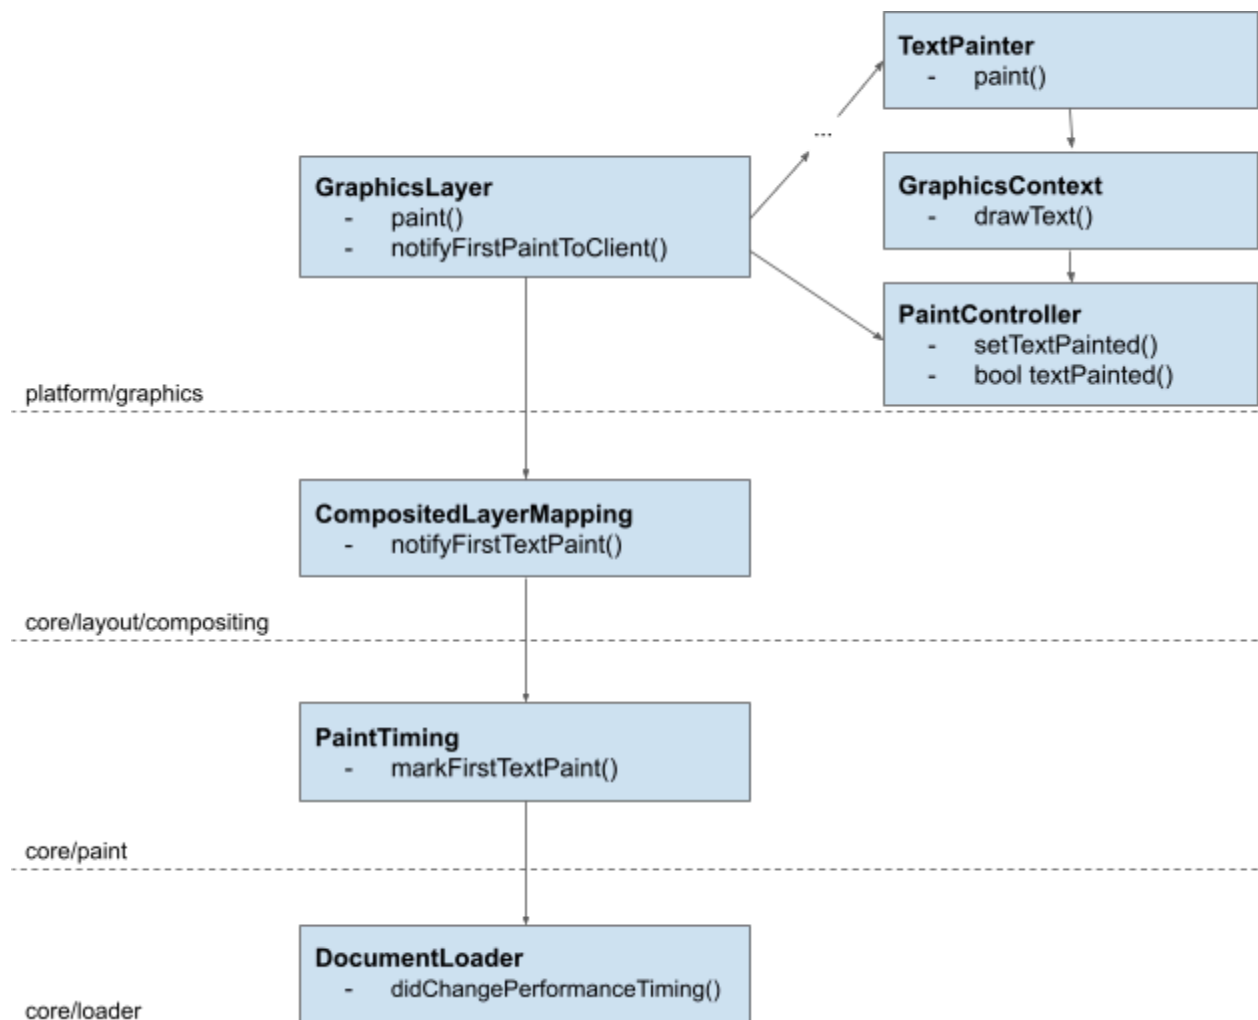 TextPainter
- paint()
...
GraphicsContext
- drawText()
GraphicsLayer
- paint()
- notifyFirstPaintToClient()
PaintController
- setTextPainted()
- bool textPainted()
platform/graphics
CompositedLayerMapping
- notifyFirstTextPaint()
core/layout/compositing
PaintTiming
- markFirstTextPaint()
core/paint
DocumentLoader
- didChangePerformanceTiming()
core/loader